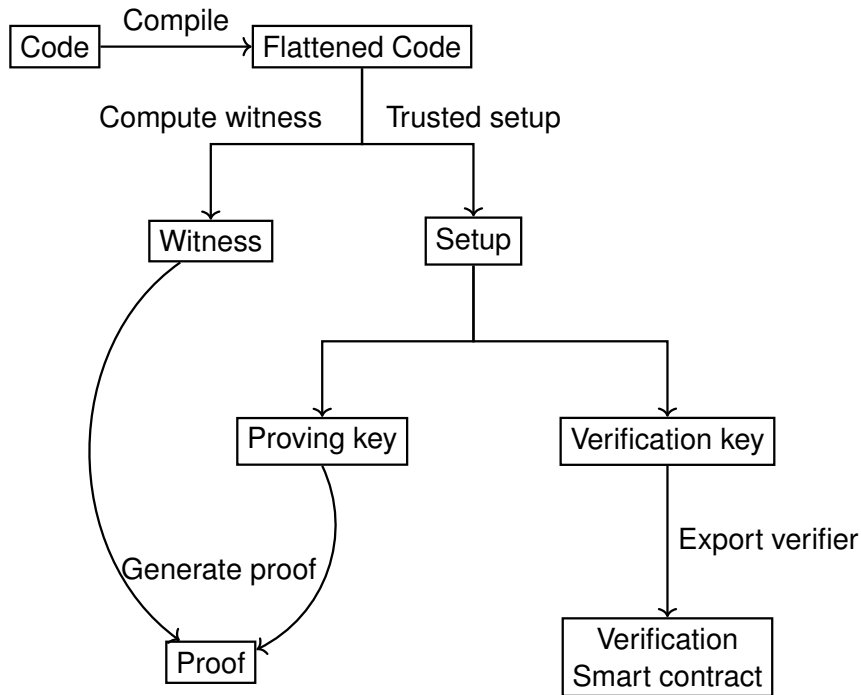 Compile
Code
Flattened Code
Compute witness
Trusted setup
Witness
Setup
Proving key
Verification key
Export verifier
Generate proof
Proof
Verification
Smart contract